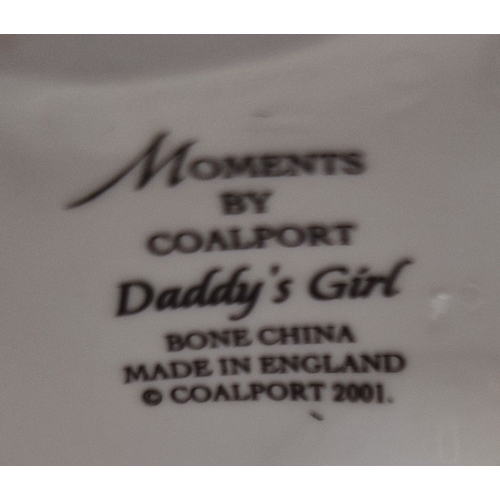 MOMENTS
BY
COALPORT
Daddy's Girl
BONE CHINA
MADE IN ENGLAND
© COALPORT 2001.